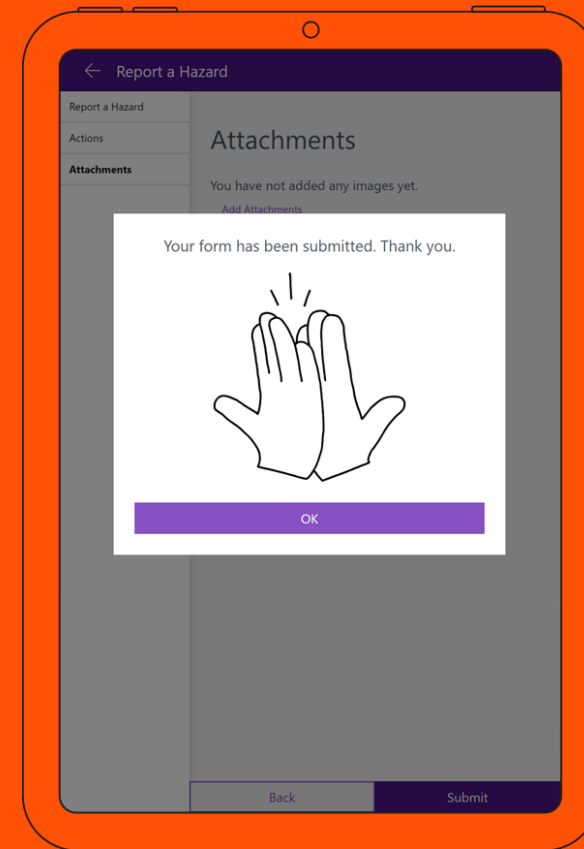 Report a Hazard
Report a Hazard
Actions
Attachments
Attachments
You have not added any images yet.
Add Attachments
Your form has been submitted. Thank you.
OK
Back
Submit